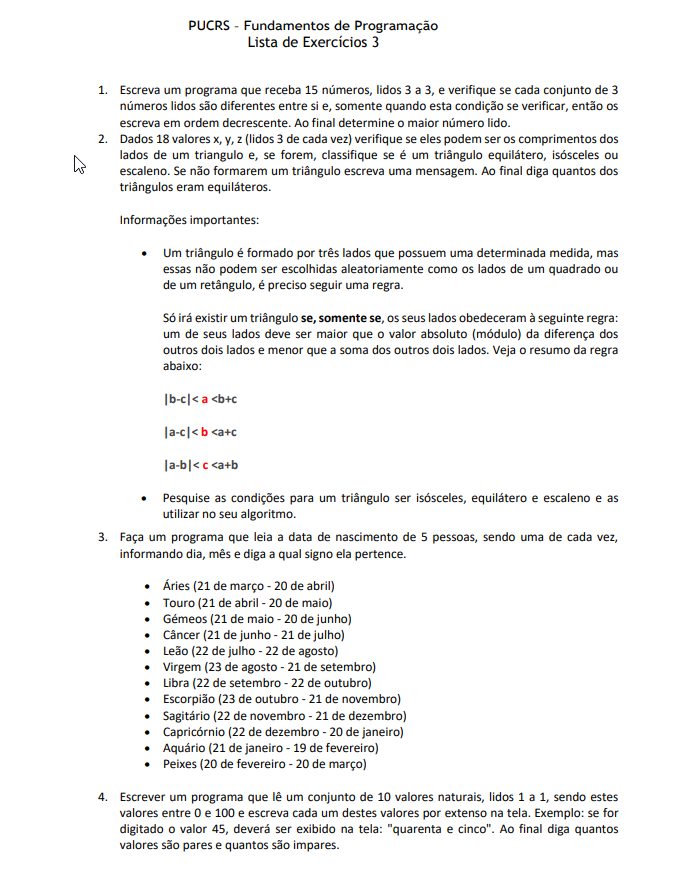 PUCRS - Fundamentos de Programação
Lista de Exercícios 3
1. Escreva um programa que receba 15 números, lidos 3 a 3, e verifique se cada conjunto de 3
números lidos são diferentes entre si e, somente quando esta condição se verificar, então os
escreva em ordem decrescente. Ao final determine o maior número lido.
2. Dados 18 valores x, y, z (lidos 3 de cada vez) verifique se eles podem ser os comprimentos dos
lados de um triangulo e, se forem, classifique se é um triângulo equilátero, isósceles ou
escaleno. Se não formarem um triângulo escreva uma mensagem. Ao final diga quantos dos
triângulos eram equiláteros.
Informações importantes:
• Um triângulo é formado por três lados que possuem uma determinada medida, mas
essas não podem ser escolhidas aleatoriamente como os lados de um quadrado ou
de um retângulo, é preciso seguir uma regra.
Só irá existir um triângulo se, somente se, os seus lados obedeceram à seguinte regra:
um de seus lados deve ser maior que o valor absoluto (módulo) da diferença dos
outros dois lados e menor que a soma dos outros dois lados. Veja o resumo da regra
abaixo:
|b-c|< a <b+c
|a-c|< b <a+c
|a-b|< c <a+b
• Pesquise as condições para um triângulo ser isósceles, equilátero e escaleno e as
utilizar no seu algoritmo.
3. Faça um programa que leia a data de nascimento de 5 pessoas, sendo uma de cada vez,
informando dia, mês e diga a qual signo ela pertence.
• Áries (21 de março - 20 de abril)
• Touro (21 de abril - 20 de maio)
• Gémeos (21 de maio - 20 de junho)
• Câncer (21 de junho - 21 de julho)
• Leão (22 de julho - 22 de agosto)
• Virgem (23 de agosto - 21 de setembro)
• Libra (22 de setembro - 22 de outubro)
• Escorpião (23 de outubro - 21 de novembro)
• Sagitário (22 de novembro - 21 de dezembro)
• Capricórnio (22 de dezembro - 20 de janeiro)
• Aquário (21 de janeiro - 19 de fevereiro)
• Peixes (20 de fevereiro - 20 de março)
4. Escrever um programa que lê um conjunto de 10 valores naturais, lidos 1 a 1, sendo estes
valores entre 0 e 100 e escreva cada um destes valores por extenso na tela. Exemplo: se for
digitado o valor 45, deverá ser exibido na tela: "quarenta e cinco". Ao final diga quantos
valores são pares e quantos são impares.